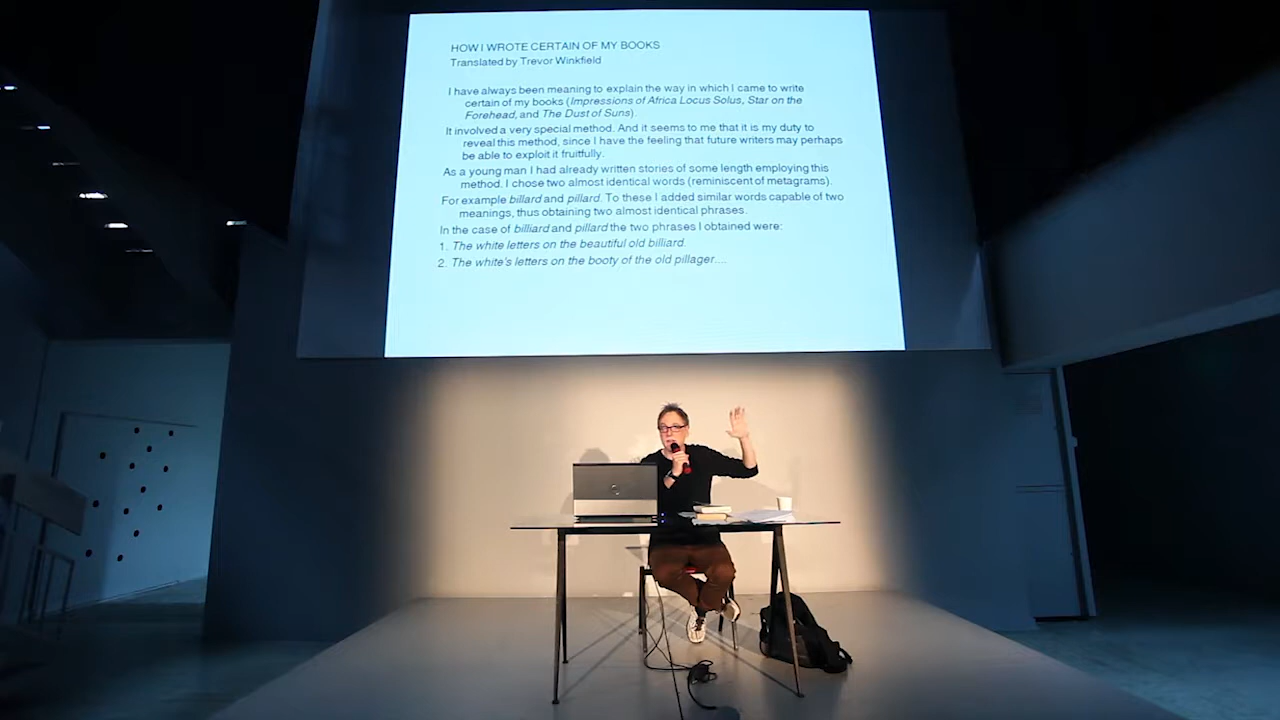 HOW I WROTE CERTAIN OF MY BOOKS
Translated by Trevor Winkfield
I have always been meaning to explain the way in which I came to write
certain of my books (Impressions of Africa Locus Solus, Star on the
Forehead, and The Dust of Suns).
It involved a very special method. And it seems to me that it is my duty to
reveal this method, since I have the feeling that future writers may perhaps
be able to exploit it fruitfully.
As a young man I had already written stories of some length employing this
method. I chose two almost identical words (reminiscent of metagrams).
For example billard and pillard. To these I added similar words capable of two
meanings, thus obtaining two almost identical phrases.
In the case of billiard and pillard the two phrases I obtained were:
1. The white letters on the beautiful old billiard.
2. The white's letters on the booty of the old pillager....